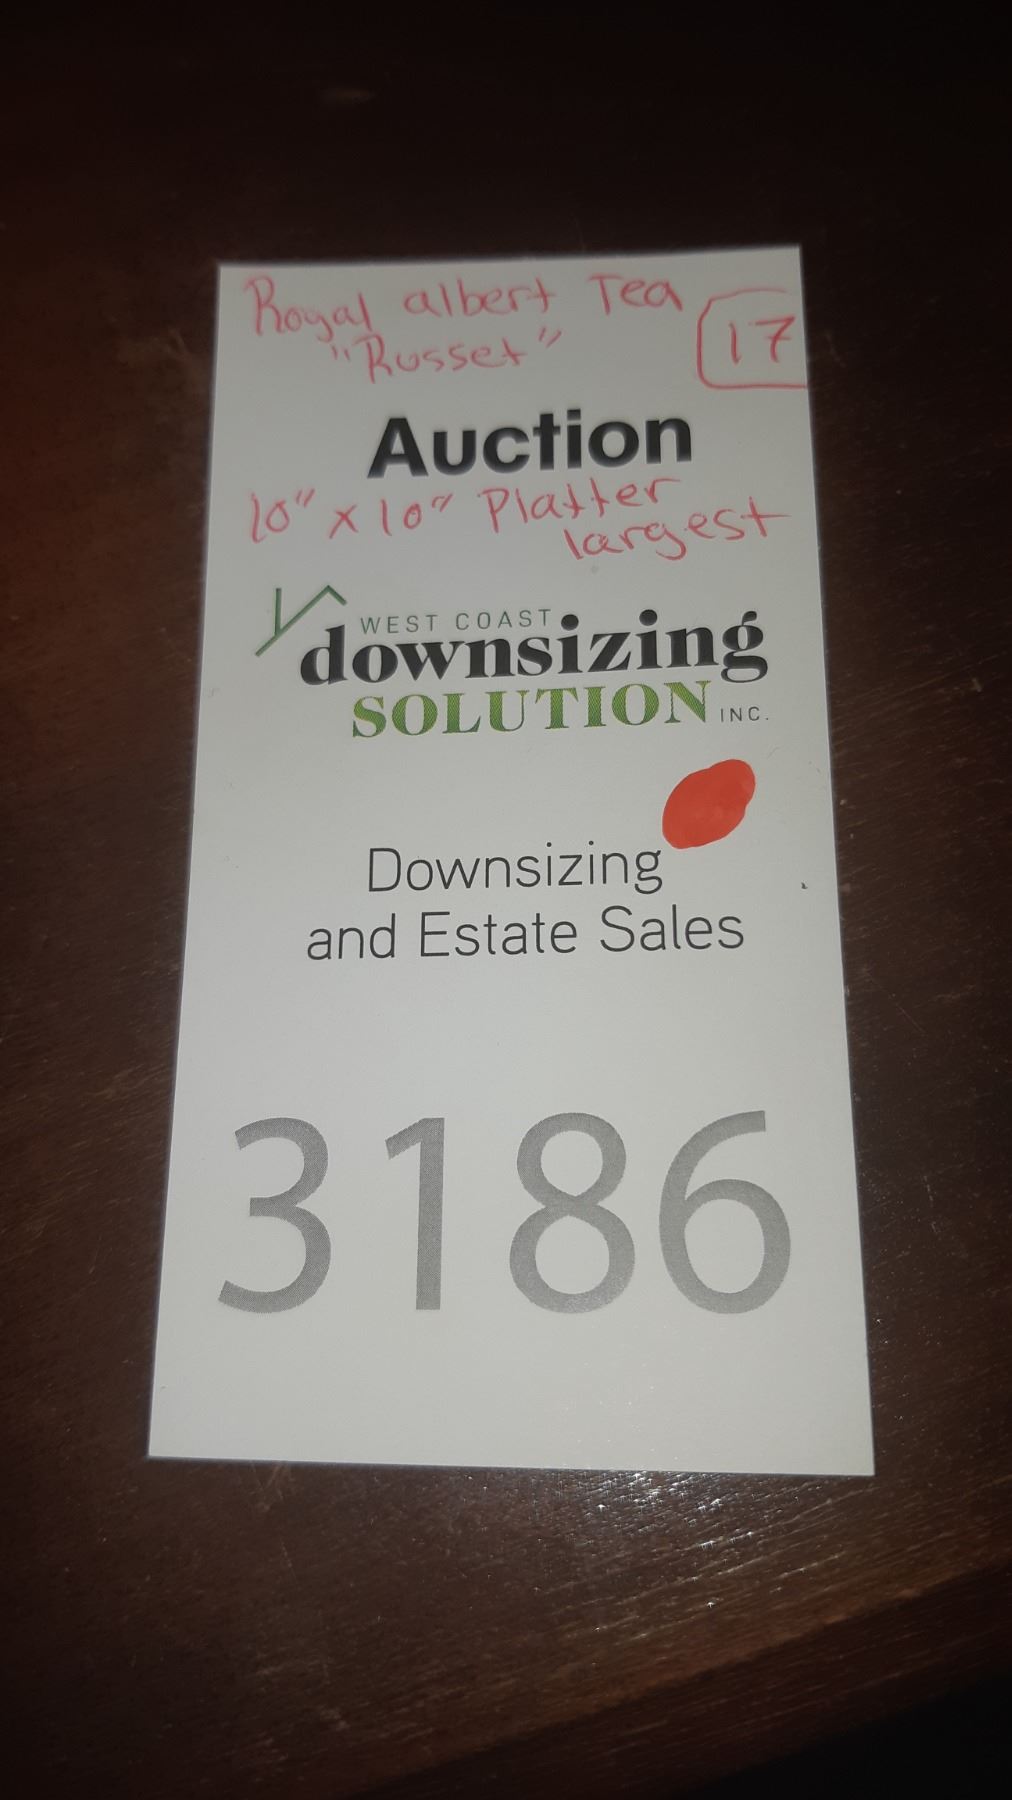 Royal albert Tea
"Russet"
17
Auction
10" x 10" Platter
largest
WEST COAST
downsizing
SOLUTION INC.
Downsizing
and Estate Sales
3186